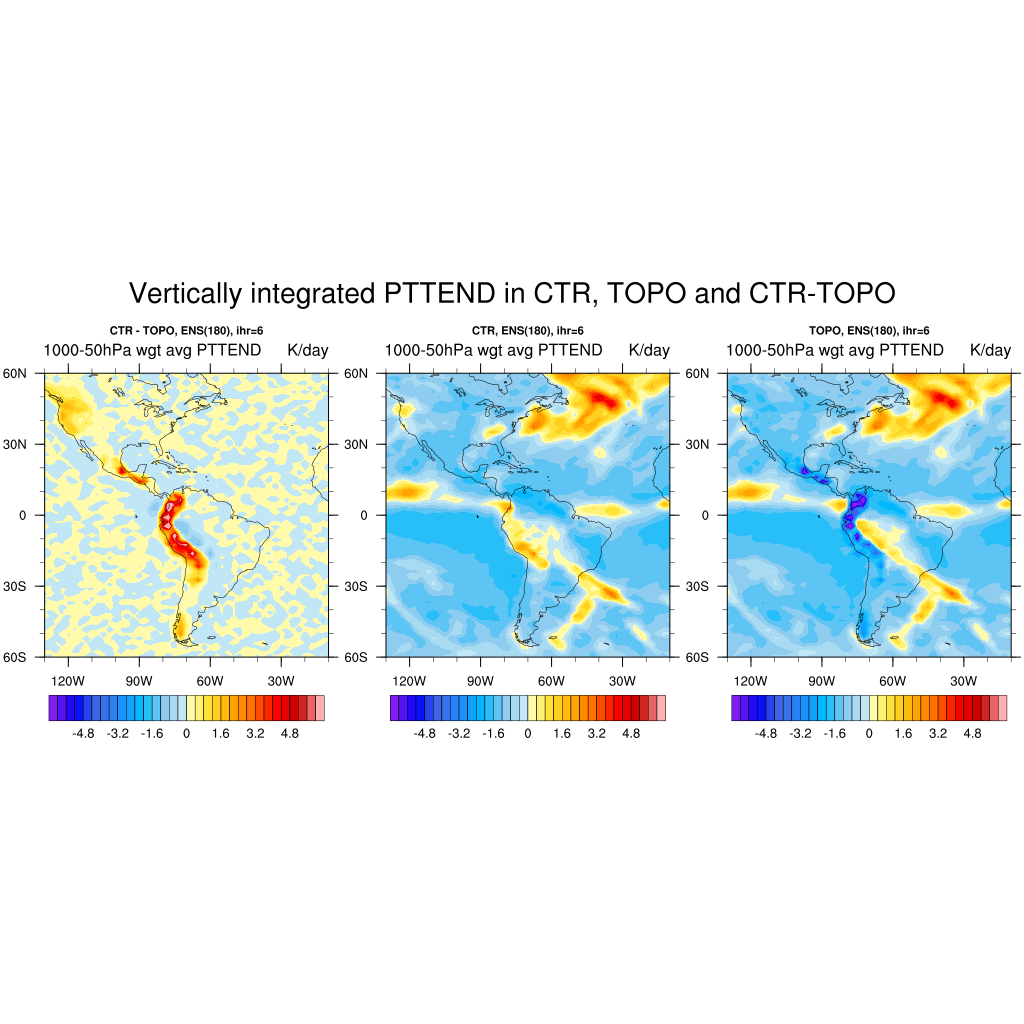 Vertically integrated PTTEND in CTR, TOPO and CTR-TOPO
CTR - TOPO, ENS(180), ihr=6
1000-50hPa wgt avg PTTEND K/day
60N
30N
0
30S
60S
120W 90W 60W 30W
-4.8 -3.2 -1.6 0 1.6 3.2 4.8
CTR, ENS(180), ihr=6
1000-50hPa wgt avg PTTEND K/day
60N
30N
0
30S
60S
120W 90W 60W 30W
-4.8 -3.2 -1.6 0 1.6 3.2 4.8
TOPO, ENS(180), ihr=6
1000-50hPa wgt avg PTTEND K/day
60N
30N
0
30S
60S
120W 90W 60W 30W
-4.8 -3.2 -1.6 0 1.6 3.2 4.8